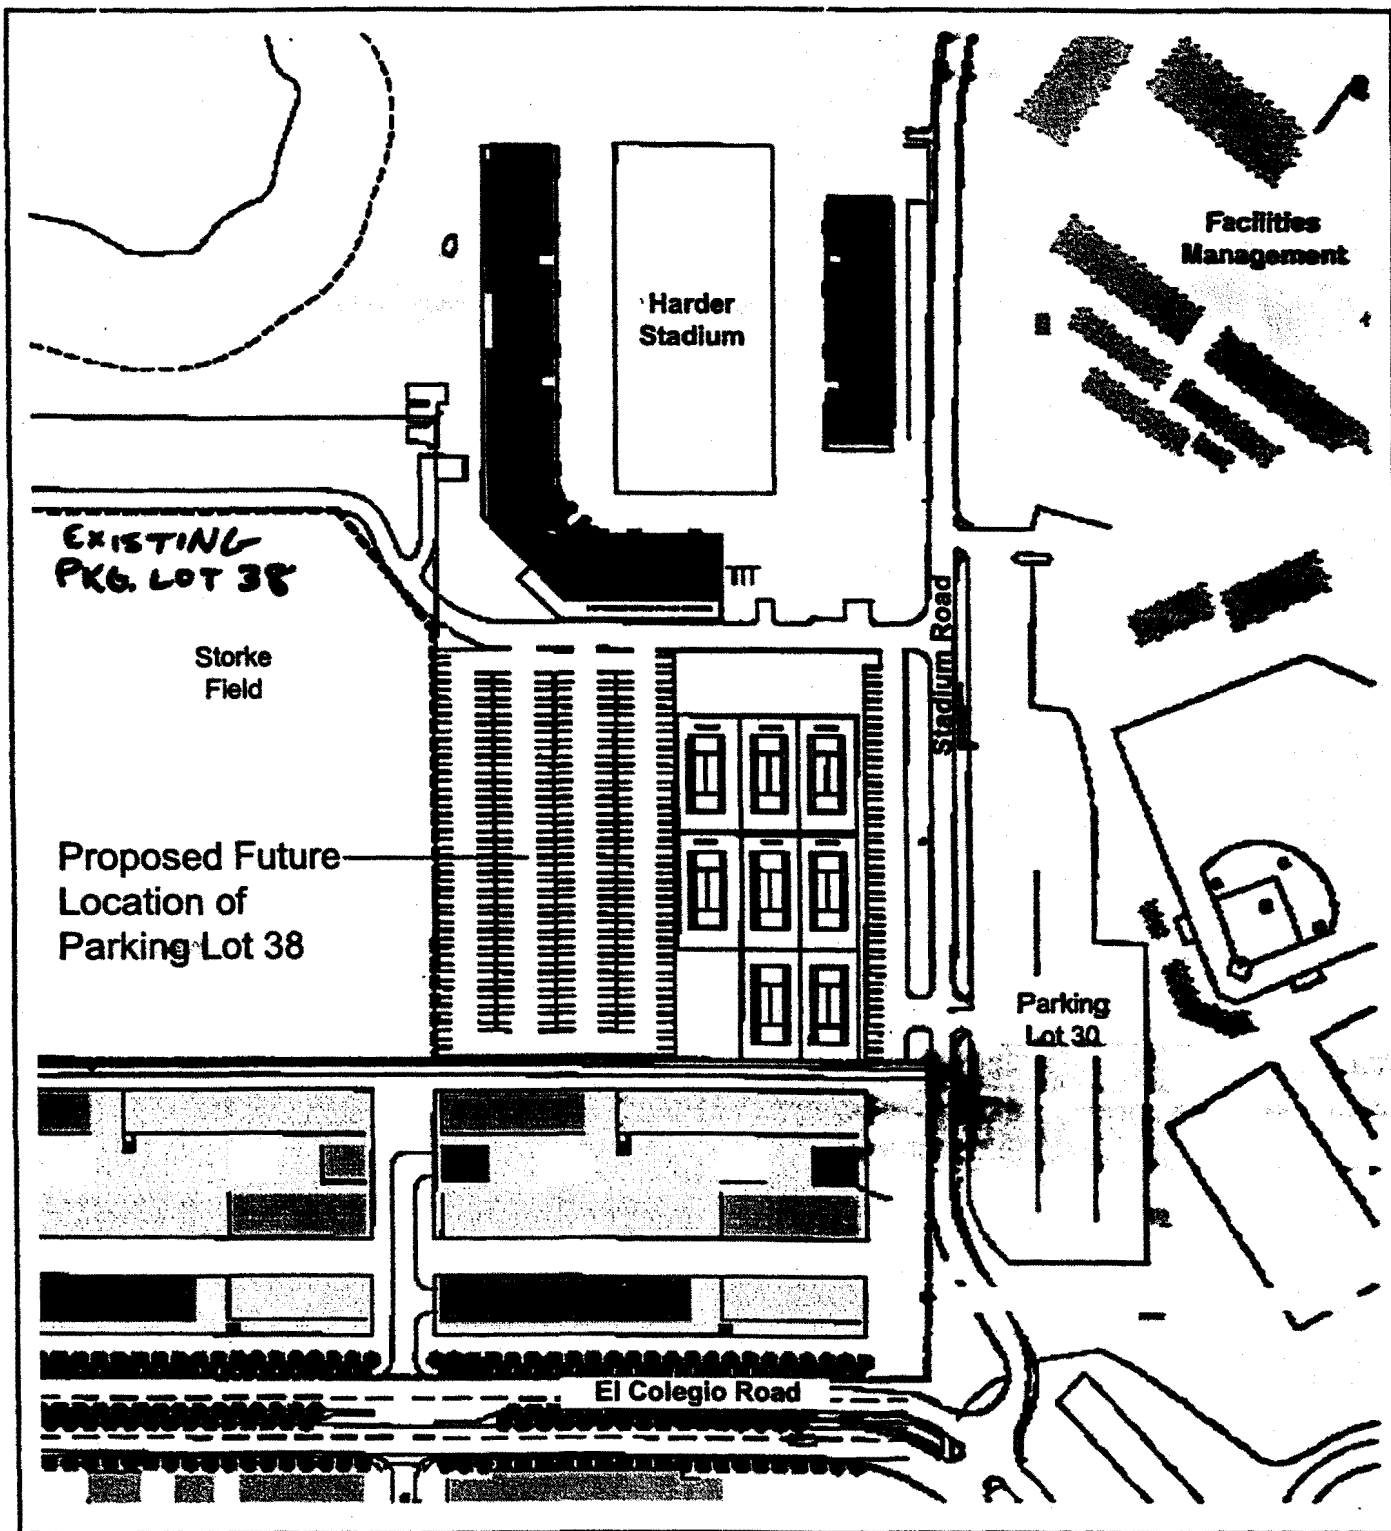 Facilities
Management
Harder
Stadium
EXISTING
PKG. LOT 38
Storke
Field
Stadium Road
Proposed Future
Location of
Parking Lot 38
Parking
Lot 30
El Colegio Road